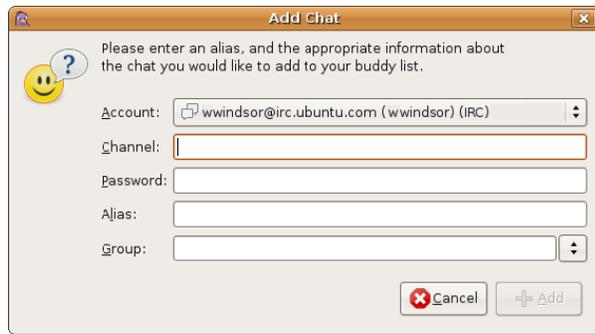 Add Chat
Please enter an alias, and the appropriate information about
the chat you would like to add to your buddy list.
Account: wwindsor@irc.ubuntu.com (wwindsor) (IRC)
Channel:
Password:
Alias:
Group:
Cancel Add